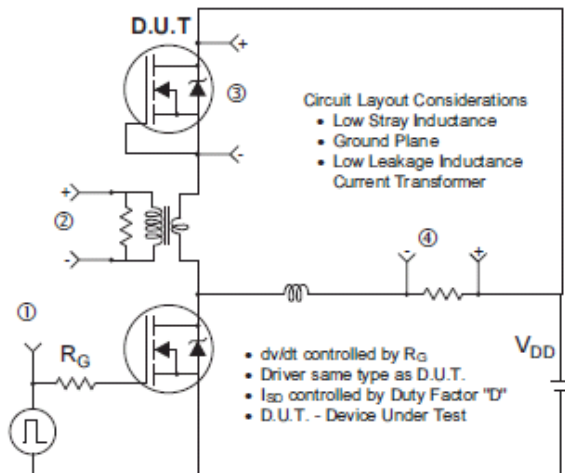 D.U.T
+
③
-
Circuit Layout Considerations
• Low Stray Inductance
• Ground Plane
• Low Leakage Inductance
Current Transformer
+
②
-
④
-
+
①
RG
VDD
• dv/dt controlled by RG
• Driver same type as D.U.T.
• ISD controlled by Duty Factor "D"
• D.U.T. - Device Under Test